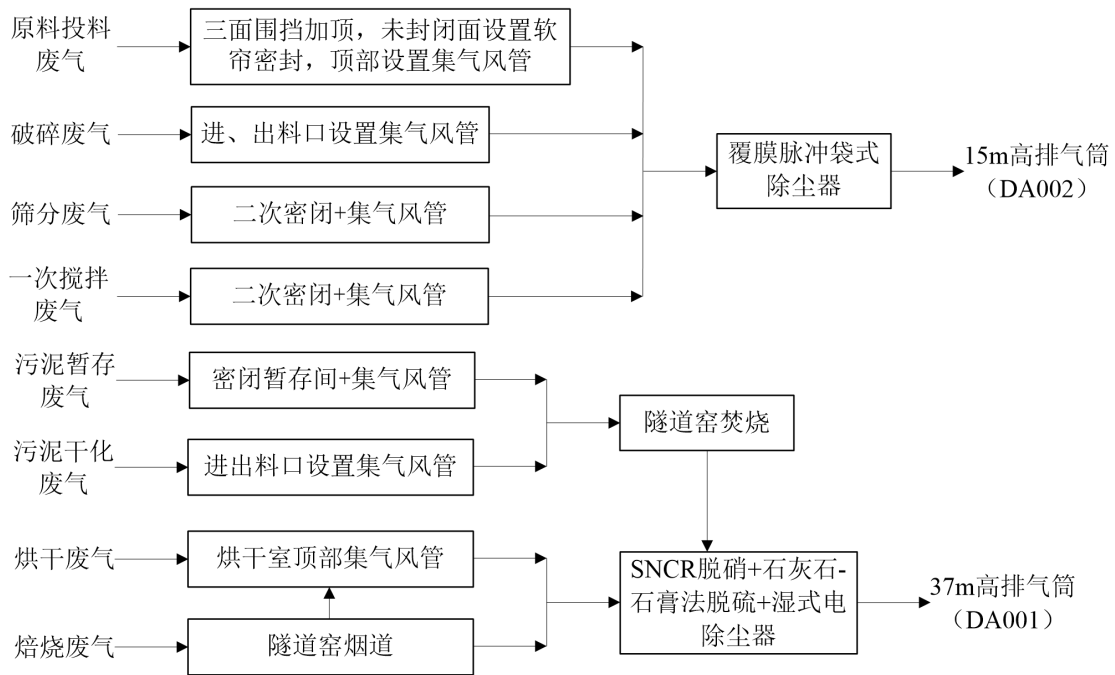 原料投料
废气
三面围挡加顶，未封闭面设置软
帘密封，顶部设置集气风管
破碎废气
进、出料口设置集气风管
筛分废气
二次密闭+集气风管
一次搅拌
废气
二次密闭+集气风管
覆膜脉冲袋式
除尘器
15m高排气筒
（DA002）
污泥暂存
废气
密闭暂存间+集气风管
污泥干化
废气
进出料口设置集气风管
隧道窑焚烧
烘干废气
烘干室顶部集气风管
焙烧废气
隧道窑烟道
SNCR脱硝+石灰石-
石膏法脱硫+湿式电
除尘器
37m高排气筒
（DA001）